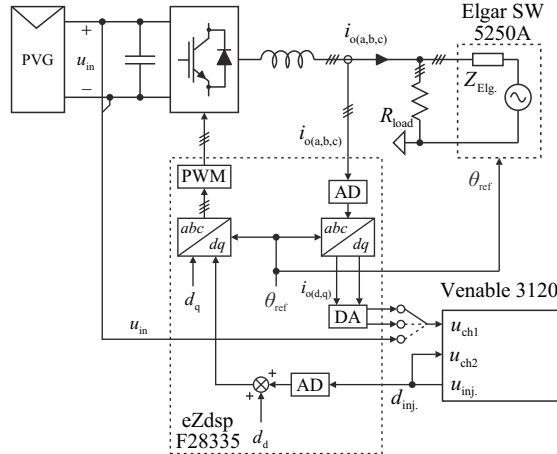 Elgar SW
5250A
PVG
+
u_in
−
i_o(a,b,c)
Z_Elg.
R_load
i_o(a,b,c)
PWM
AD
θ_ref
abc
dq
abc
dq
d_q
θ_ref
i_o(d,q)
Venable 3120
DA
u_in
u_ch1
u_ch2
u_inj.
AD
d_inj.
+
+
eZdsp
F28335
d_d